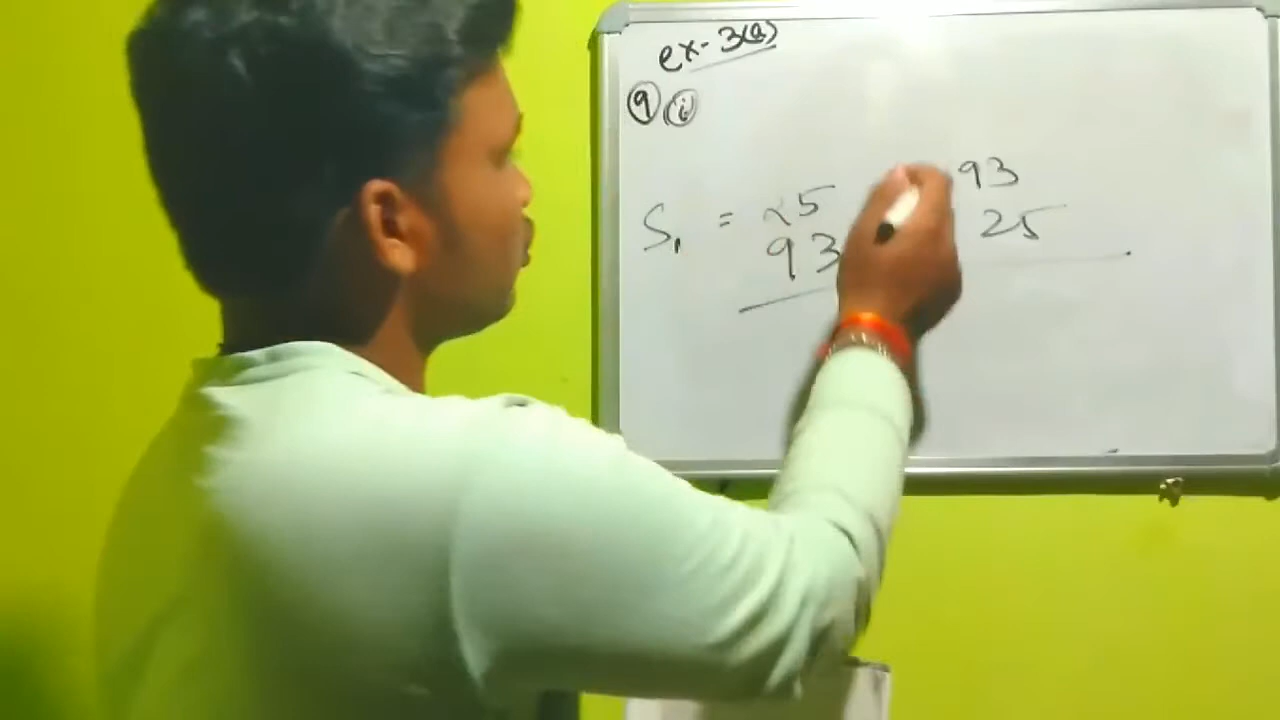 ex-3(a)
9 (i)
S1 = 25 93
93 25